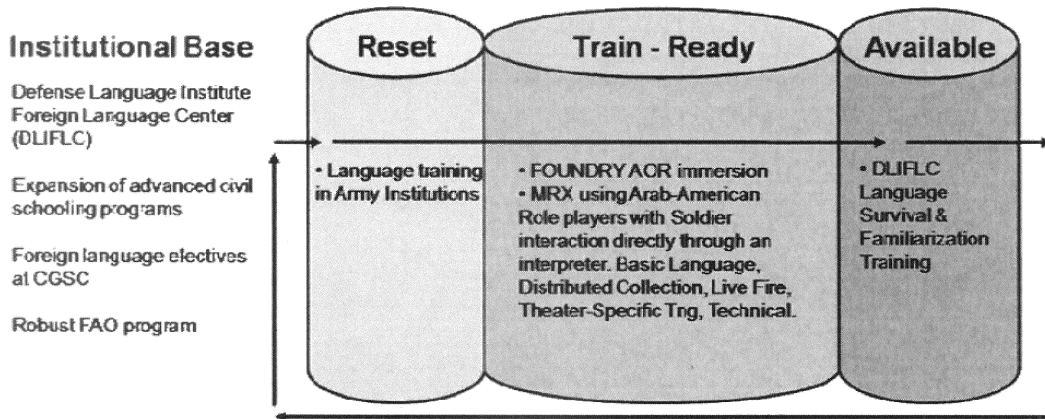 Institutional Base
Defense Language Institute
Foreign Language Center
(DLIFLC)
Expansion of advanced civil
schooling programs
Foreign language electives
at CGSC
Robust FAO program
Reset
• Language training
in Army Institutions
Train - Ready
• FOUNDRY AOR immersion
• MRX using Arab-American
Role players with Soldier
interaction directly through an
interpreter. Basic Language,
Distributed Collection, Live Fire,
Theater-Specific Tng, Technical.
Available
• DLIFLC
Language
Survival &
Familiarization
Training